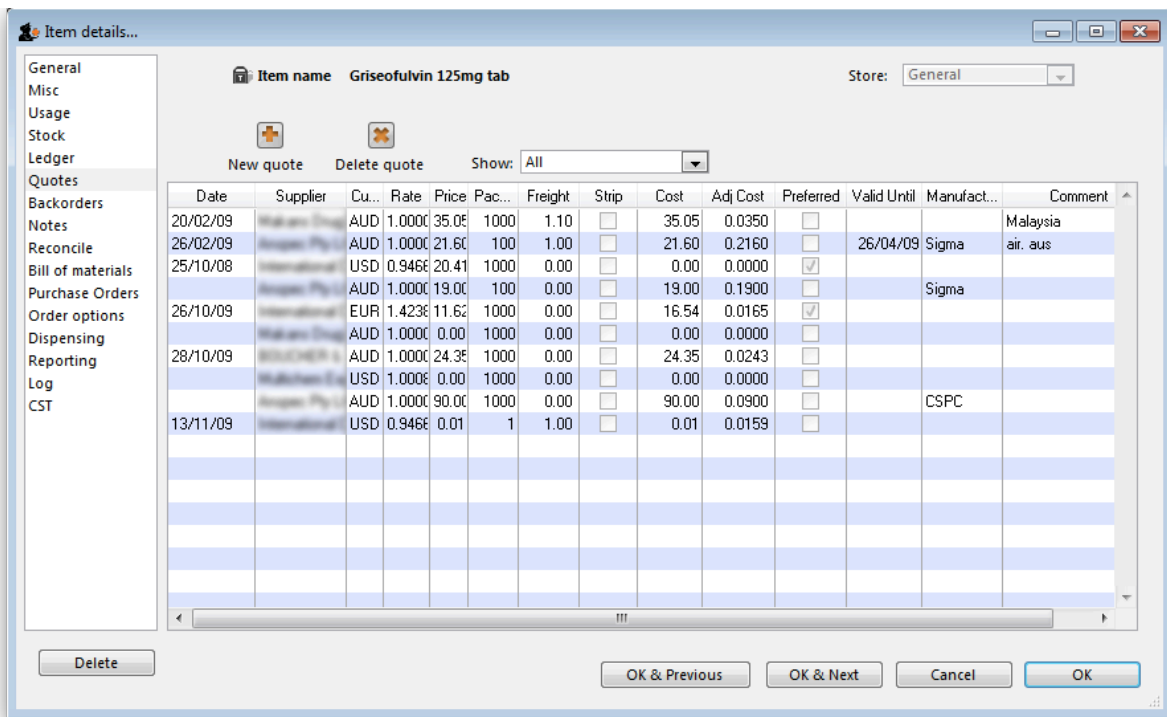 Item details...
General
Misc
Usage
Stock
Ledger
Quotes
Backorders
Notes
Reconcile
Bill of materials
Purchase Orders
Order options
Dispensing
Reporting
Log
CST
Item name Griseofulvin 125mg tab
Store: General
New quote Delete quote Show: All
Date Supplier Cu... Rate Price Pac... Freight Strip Cost Adj Cost Preferred Valid Until Manufact... Comment
20/02/09 AUD 1.000 35.05 1000 1.10 35.05 0.0350 Malaysia
26/02/09 AUD 1.000 21.60 100 1.00 21.60 0.2160 26/04/09 Sigma air. aus
25/10/08 USD 0.946 20.41 1000 0.00 0.00 0.0000
AUD 1.000 19.00 100 0.00 19.00 0.1900 Sigma
26/10/09 EUR 1.423 11.62 1000 0.00 16.54 0.0165
AUD 1.000 0.00 1000 0.00 0.00 0.0000
28/10/09 AUD 1.000 24.35 1000 0.00 24.35 0.0243
USD 1.000 0.00 1000 0.00 0.00 0.0000
AUD 1.000 90.00 1000 0.00 90.00 0.0900 CSPC
13/11/09 USD 0.946 0.01 1 1.00 0.01 0.0159
Delete
OK & Previous OK & Next Cancel OK